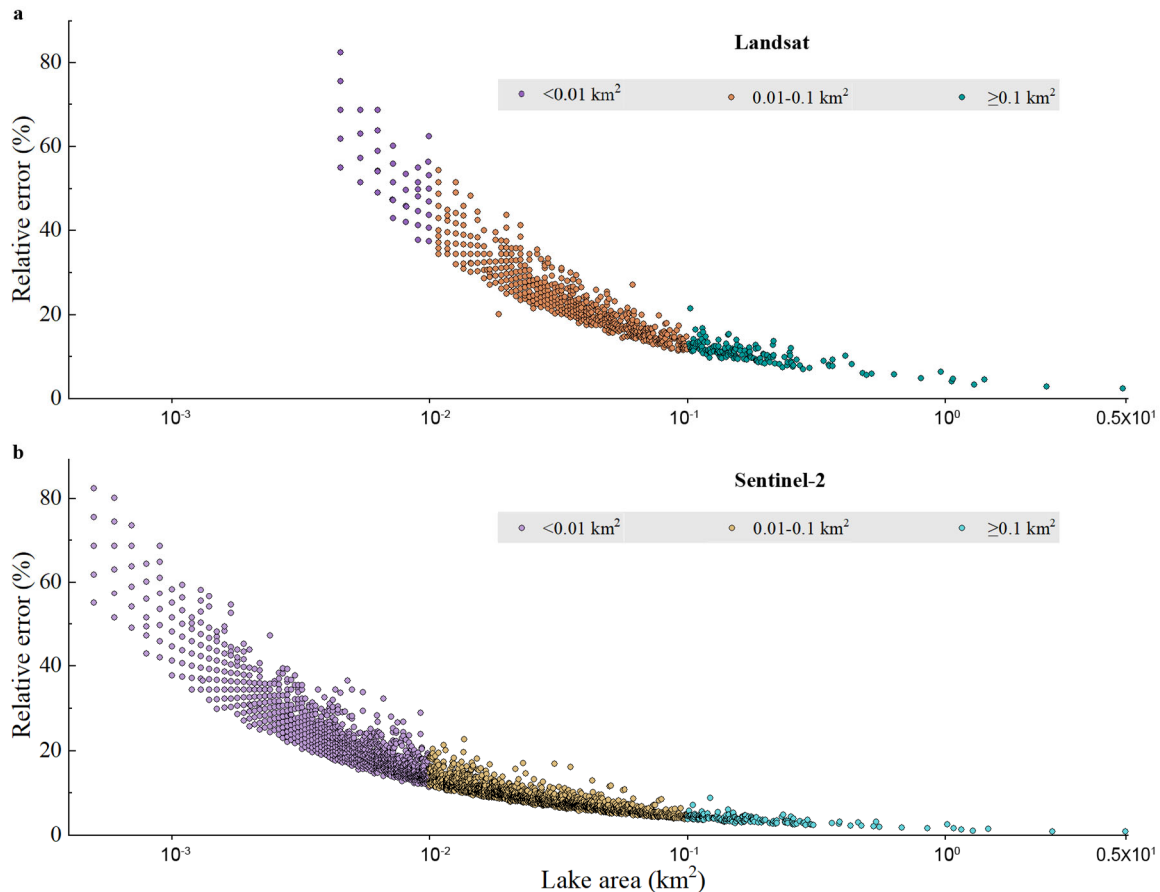 a
Landsat
<0.01 km²
0.01-0.1 km²
≥0.1 km²
Relative error (%)
80
60
40
20
0
10⁻³
10⁻²
10⁻¹
10⁰
0.5X10¹
b
Sentinel-2
<0.01 km²
0.01-0.1 km²
≥0.1 km²
Relative error (%)
80
60
40
20
0
10⁻³
10⁻²
10⁻¹
10⁰
0.5X10¹
Lake area (km²)